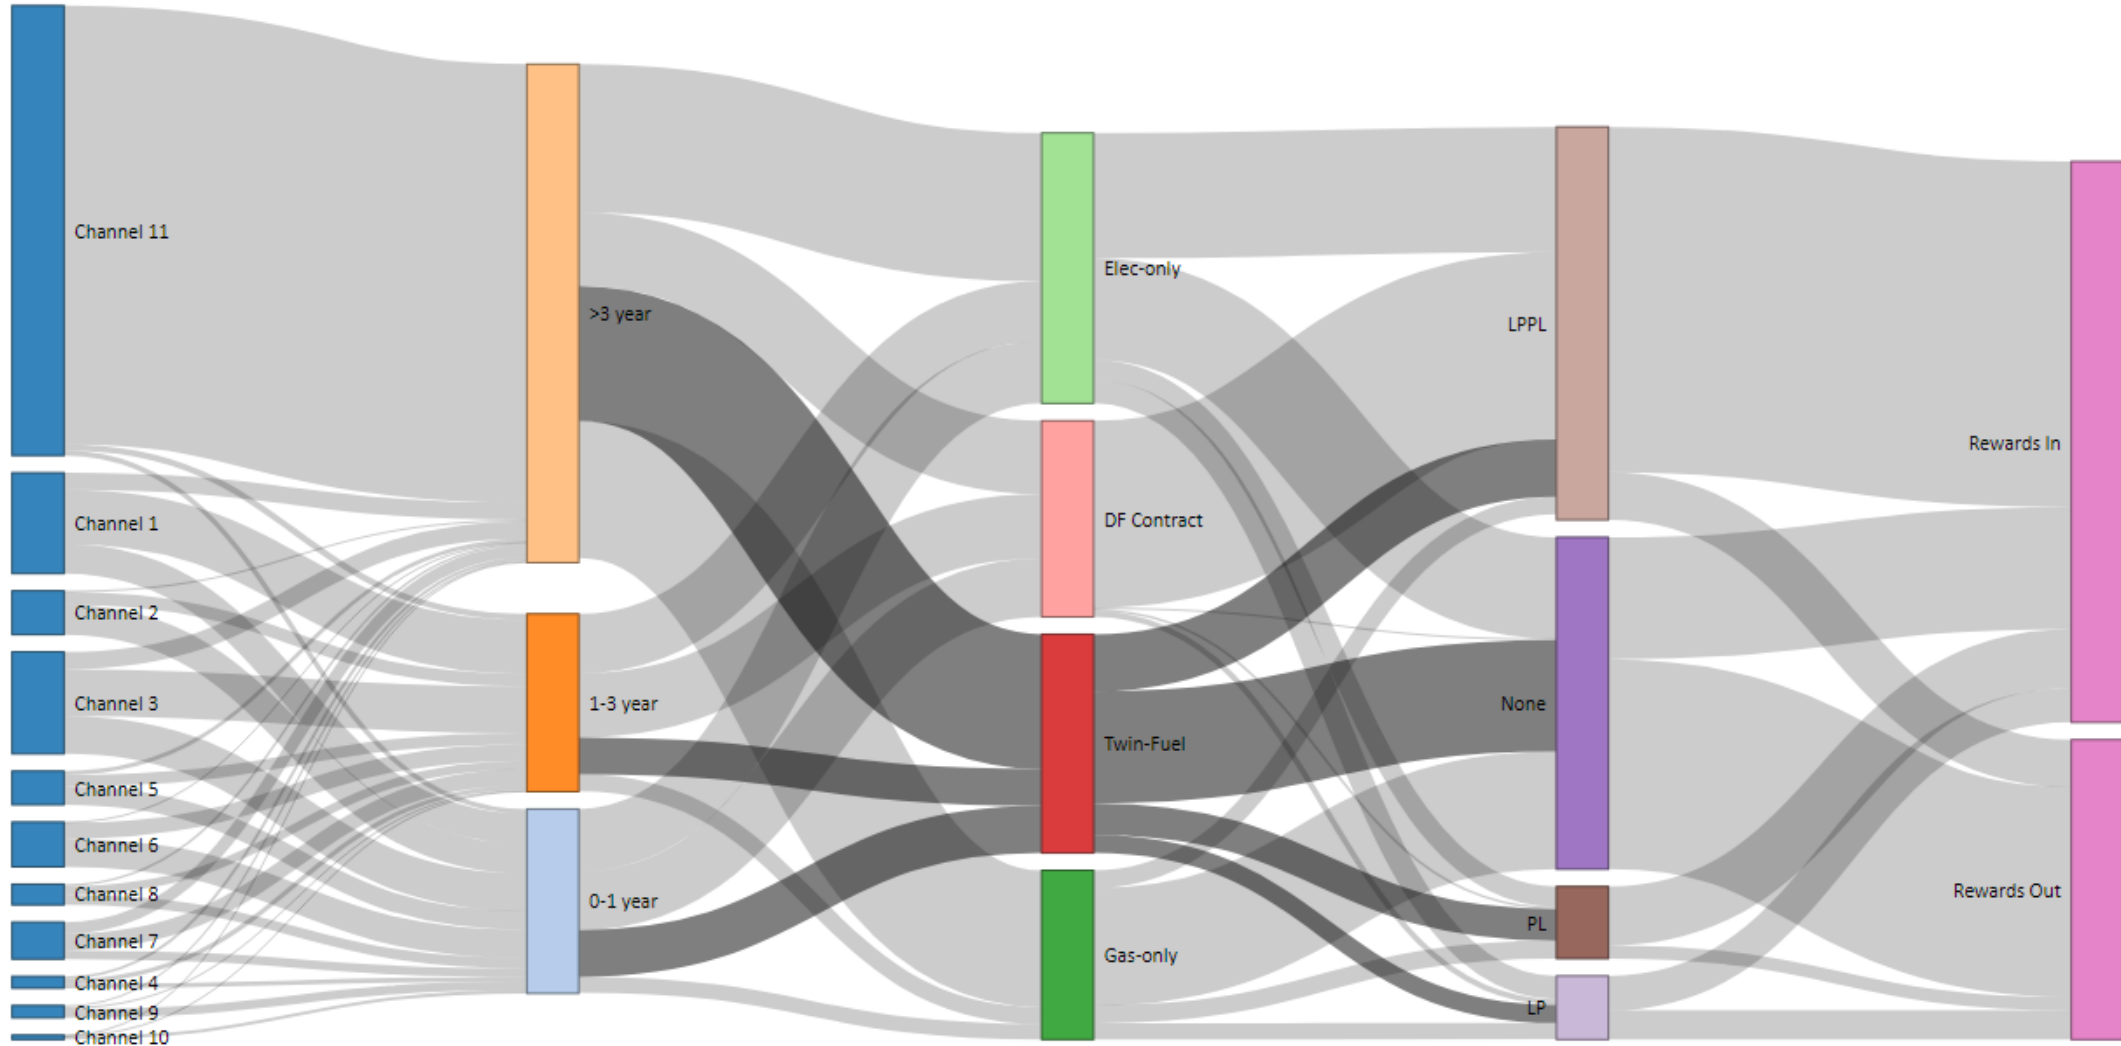 Channel 11
Channel 1
Channel 2
Channel 3
Channel 5
Channel 6
Channel 8
Channel 7
Channel 4
Channel 9
Channel 10
>3 year
1-3 year
0-1 year
Elec-only
DF Contract
Twin-Fuel
Gas-only
LPPL
None
PL
LP
Rewards In
Rewards Out